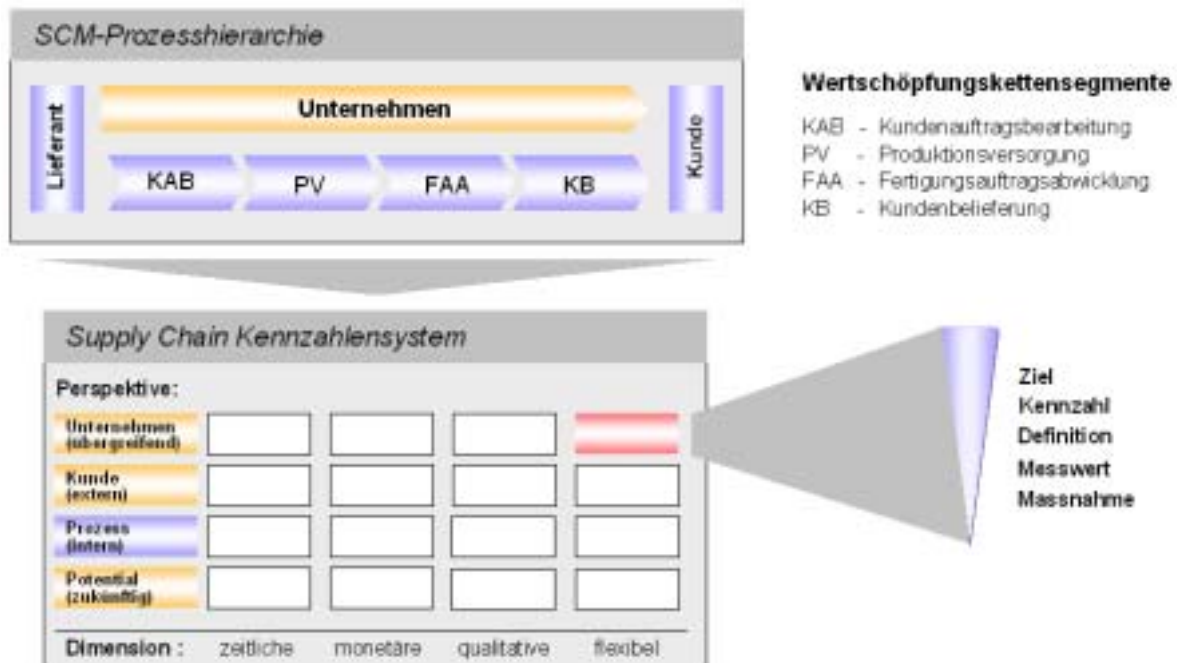 SCM-Prozesshierarchie
Lieferant
Unternehmen
KAB
PV
FAA
KB
Kunde
Wertschöpfungskettensegmente
KAB - Kundenauftragsbearbeitung
PV - Produktionsversorgung
FAA - Fertigungsauftragsabwicklung
KB - Kundenbelieferung
Supply Chain Kennzahlensystem
Perspektive:
Unternehmen
(übergreifend)
Kunde
(extern)
Prozess
(intern)
Potential
(zukünftig)
Dimension : zeitliche monetäre qualitative flexibel
Ziel
Kennzahl
Definition
Messwert
Massnahme